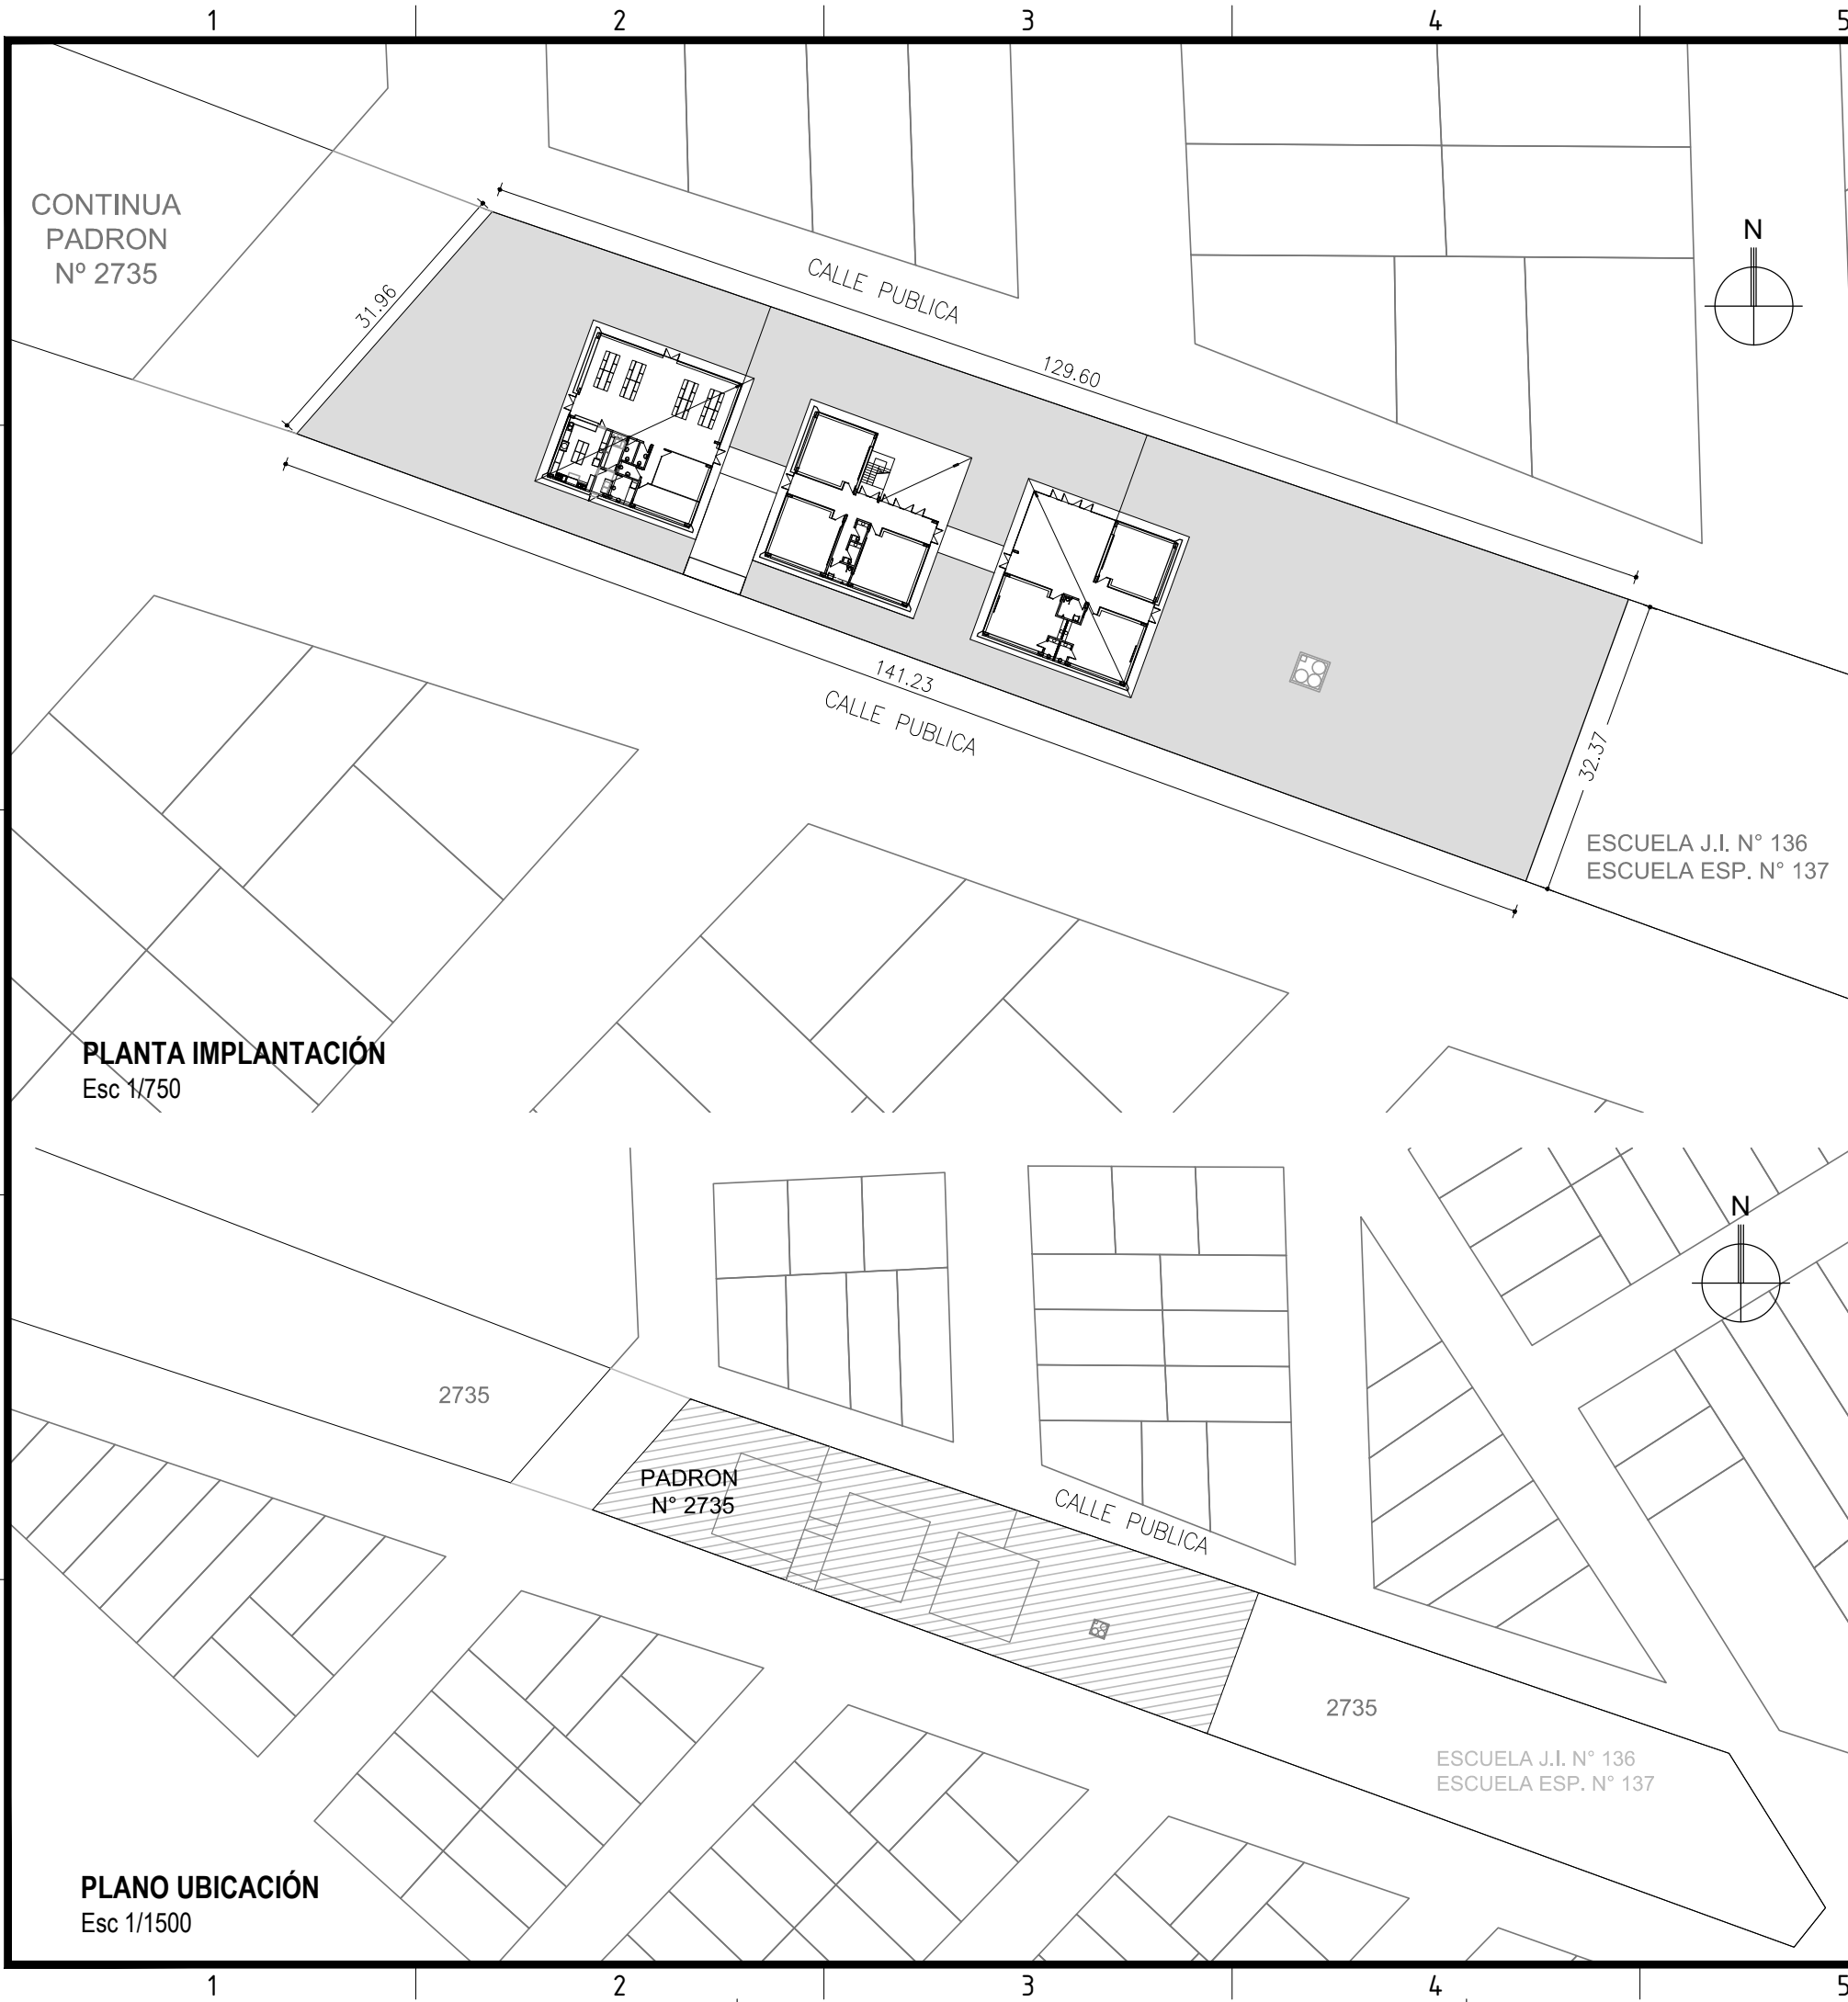 1 2 3 4 5
CONTINUA
PADRON
Nº 2735
N
31.96
CALLE PUBLICA
129.60
141.23
CALLE PUBLICA
32.37
ESCUELA J.I. N° 136
ESCUELA ESP. N° 137
PLANTA IMPLANTACIÓN
Esc 1/750
N
2735
PADRON
N° 2735
CALLE PUBLICA
2735
ESCUELA J.I. N° 136
ESCUELA ESP. N° 137
PLANO UBICACIÓN
Esc 1/1500
1 2 3 4 5